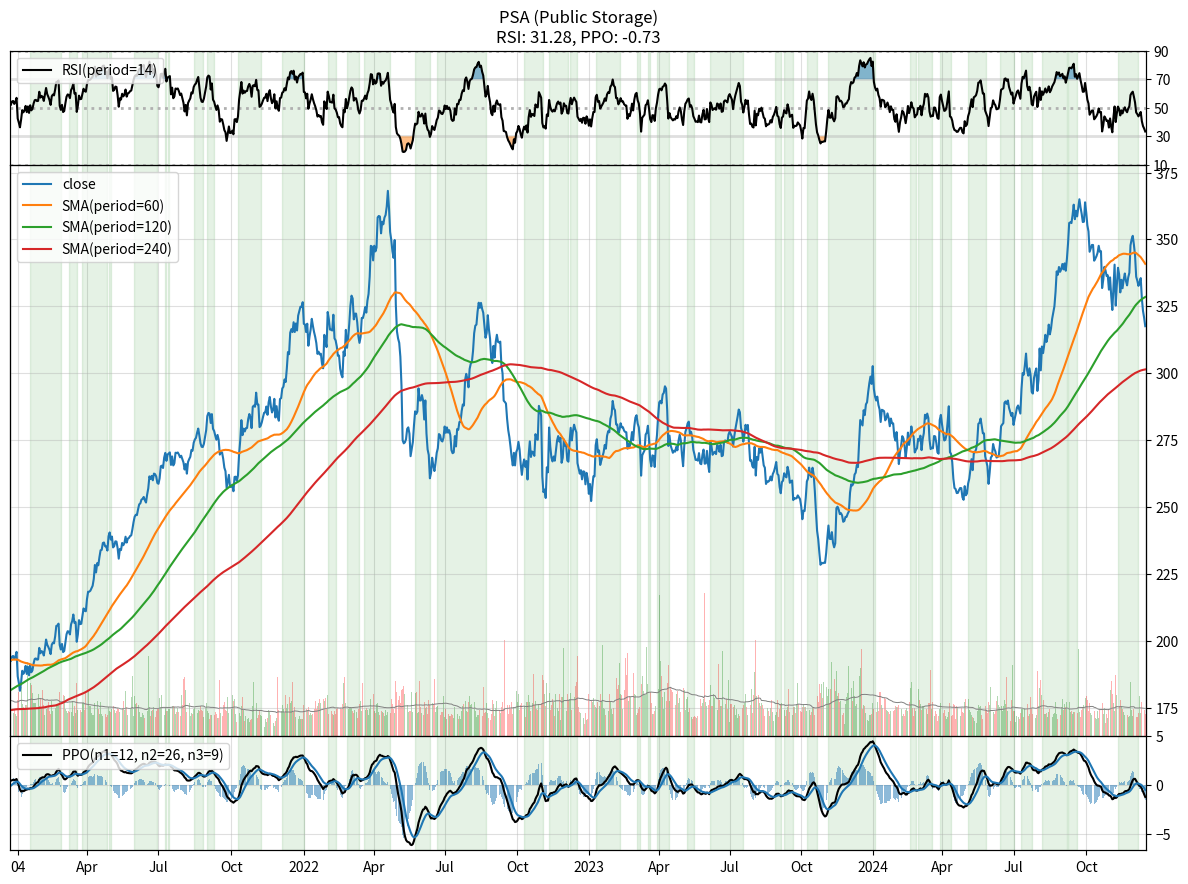 PSA (Public Storage)
RSI: 31.28, PPO: -0.73
RSI(period=14)
90
70
50
30
10
close
SMA(period=60)
SMA(period=120)
SMA(period=240)
375
350
325
300
275
250
225
200
175
PPO(n1=12, n2=26, n3=9)
5
0
−5
04 Apr Jul Oct 2022 Apr Jul Oct 2023 Apr Jul Oct 2024 Apr Jul Oct